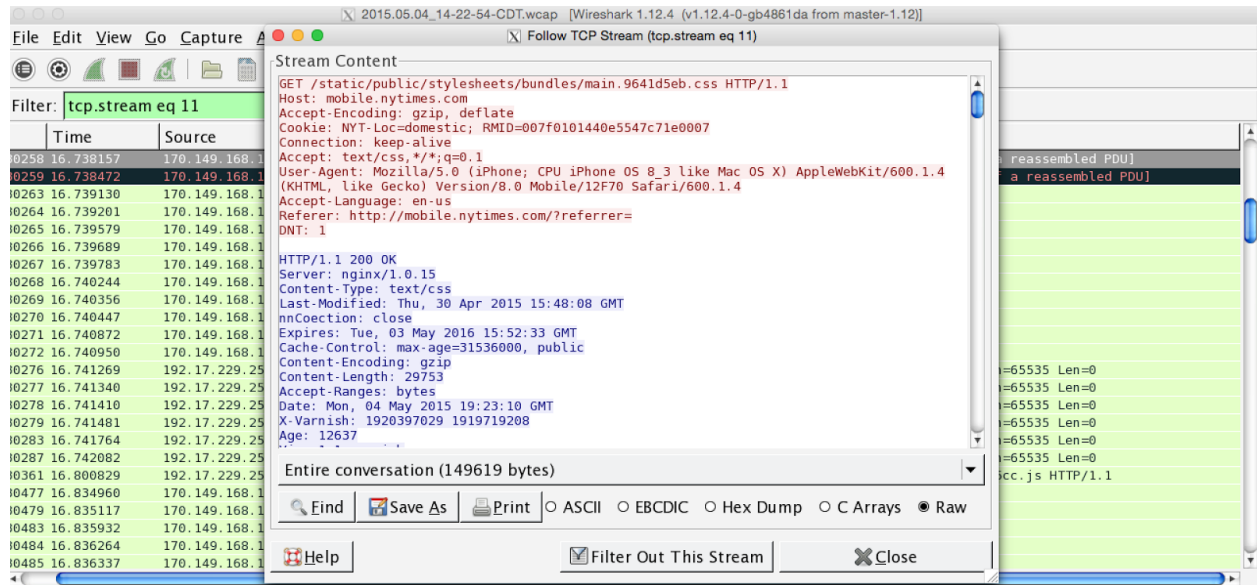 2015.05.04_14-22-54-CDT.wcap [Wireshark 1.12.4 (v1.12.4-0-gb4861da from master-1.12)]
File Edit View Go Capture A
Follow TCP Stream (tcp.stream eq 11)
Filter: tcp.stream eq 11
Time Source
30258 16.738157 170.149.168.1 a reassembled PDU]
30259 16.738472 170.149.168.1 f a reassembled PDU]
30263 16.739130 170.149.168.1
30264 16.739201 170.149.168.1
30265 16.739579 170.149.168.1
30266 16.739689 170.149.168.1
30267 16.739783 170.149.168.1
30268 16.740244 170.149.168.1
30269 16.740356 170.149.168.1
30270 16.740447 170.149.168.1
30271 16.740872 170.149.168.1
30272 16.740950 170.149.168.1
30276 16.741269 192.17.229.25 =65535 Len=0
30277 16.741340 192.17.229.25 =65535 Len=0
30278 16.741410 192.17.229.25 =65535 Len=0
30279 16.741481 192.17.229.25 =65535 Len=0
30283 16.741764 192.17.229.25 =65535 Len=0
30287 16.742082 192.17.229.25 =65535 Len=0
30361 16.800829 192.17.229.25 5cc.js HTTP/1.1
30477 16.834960 170.149.168.1
30479 16.835117 170.149.168.1
30483 16.835932 170.149.168.1
30484 16.836264 170.149.168.1
30485 16.836337 170.149.168.1
Stream Content
GET /static/public/stylesheets/bundles/main.9641d5eb.css HTTP/1.1
Host: mobile.nytimes.com
Accept-Encoding: gzip, deflate
Cookie: NYT-Loc=domestic; RMID=007f0101440e5547c71e0007
Connection: keep-alive
Accept: text/css,*/*;q=0.1
User-Agent: Mozilla/5.0 (iPhone; CPU iPhone OS 8_3 like Mac OS X) AppleWebKit/600.1.4
(KHTML, like Gecko) Version/8.0 Mobile/12F70 Safari/600.1.4
Accept-Language: en-us
Referer: http://mobile.nytimes.com/?referrer=
DNT: 1
HTTP/1.1 200 OK
Server: nginx/1.0.15
Content-Type: text/css
Last-Modified: Thu, 30 Apr 2015 15:48:08 GMT
nnCoection: close
Expires: Tue, 03 May 2016 15:52:33 GMT
Cache-Control: max-age=31536000, public
Content-Encoding: gzip
Content-Length: 29753
Accept-Ranges: bytes
Date: Mon, 04 May 2015 19:23:10 GMT
X-Varnish: 1920397029 1919719208
Age: 12637
Entire conversation (149619 bytes)
Find Save As Print ASCII EBCDIC Hex Dump C Arrays Raw
Help Filter Out This Stream Close